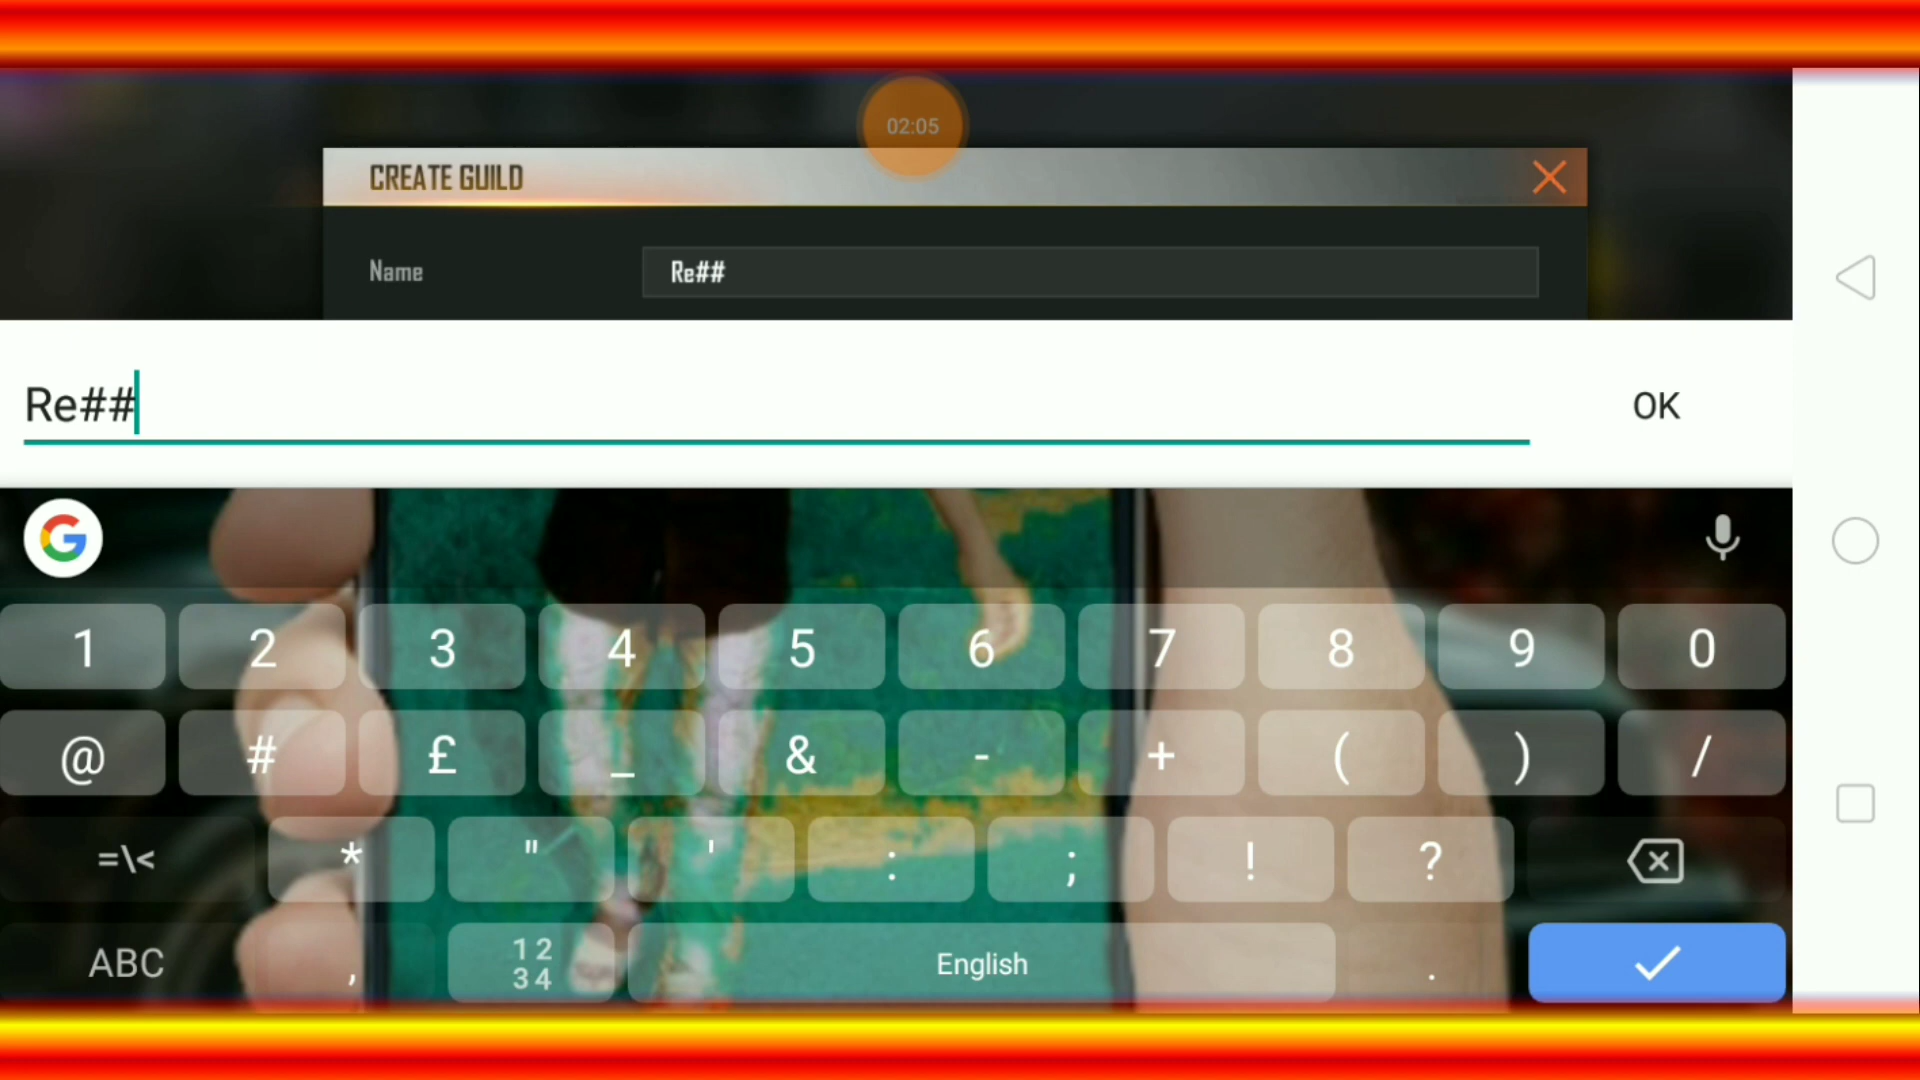 02:05
CREATE GUILD
Name Re##
Re## OK
1 2 3 4 5 6 7 8 9 0
@ # £ _ & - + ( ) /
=\< * " ' : ; ! ?
ABC , 12 34 English .